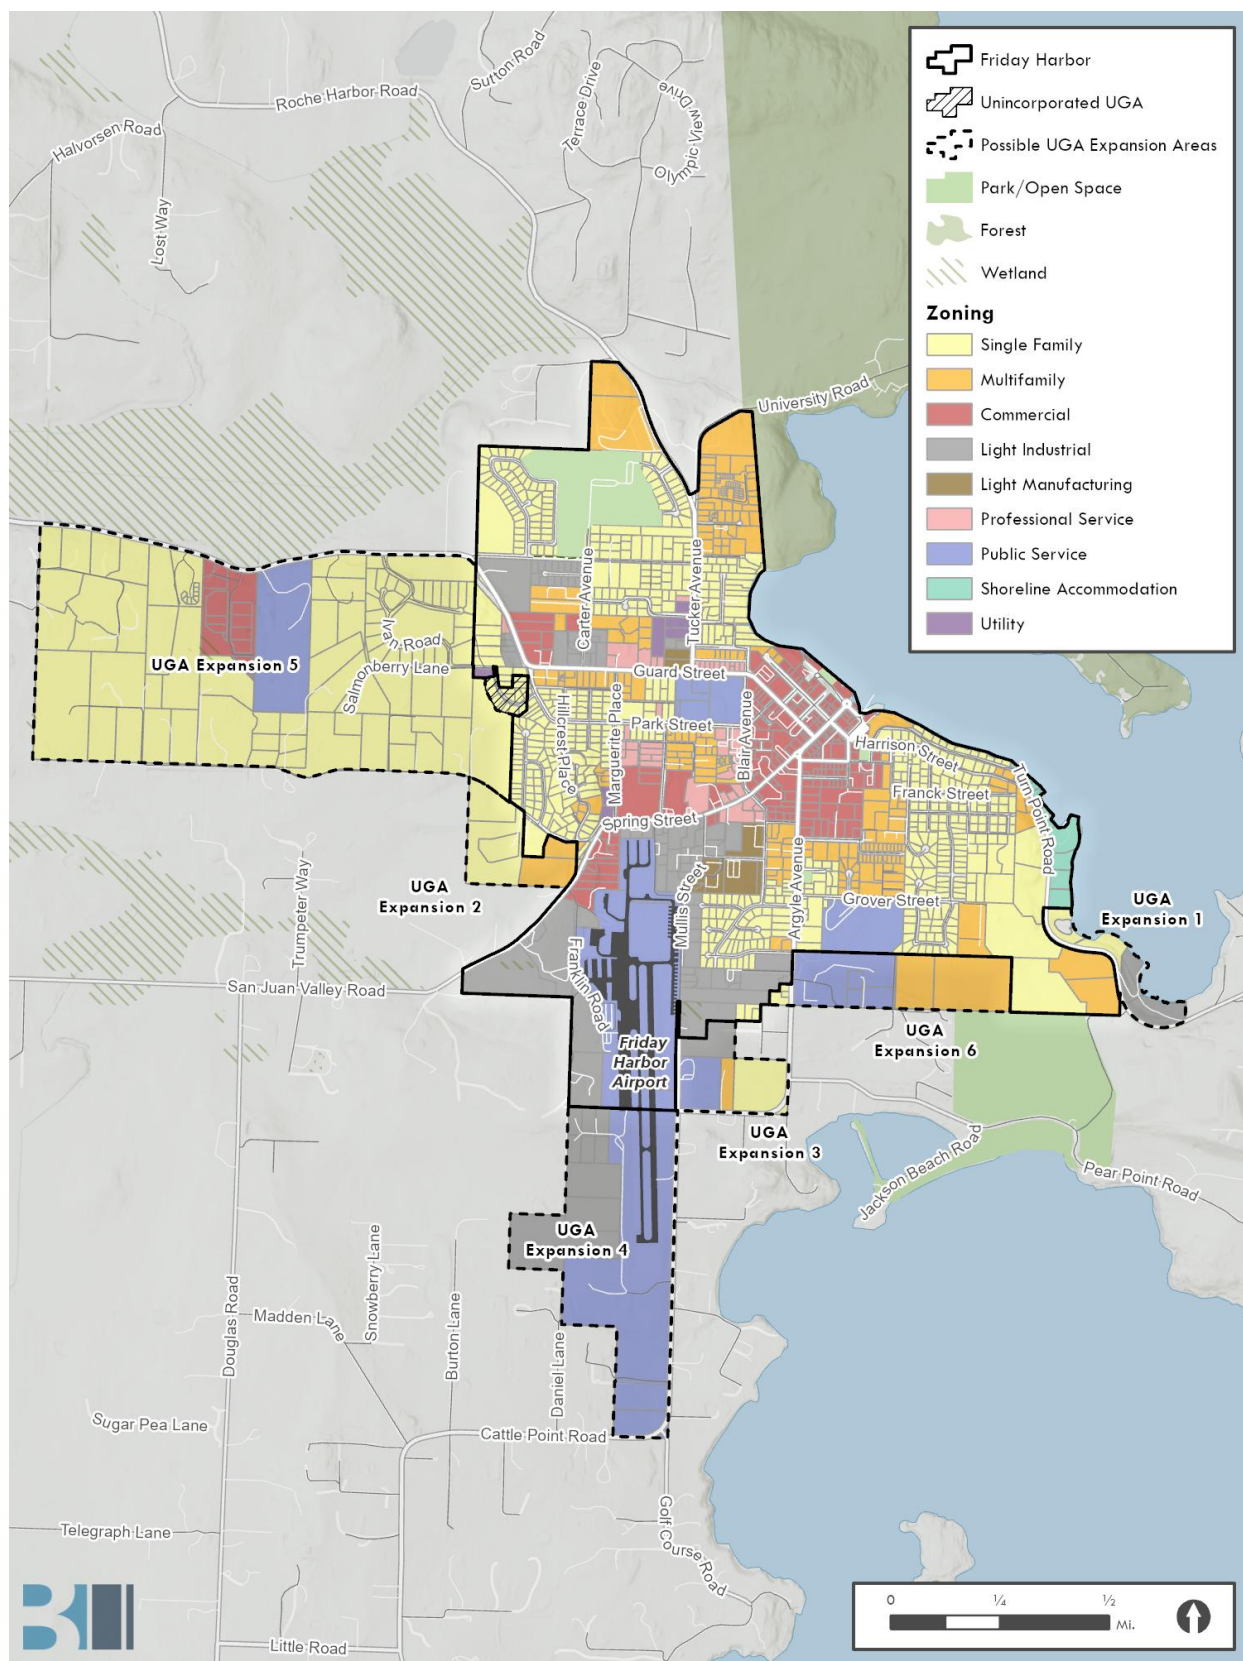 Friday Harbor
Unincorporated UGA
Possible UGA Expansion Areas
Park/Open Space
Forest
Wetland
Zoning
Single Family
Multifamily
Commercial
Light Industrial
Light Manufacturing
Professional Service
Public Service
Shoreline Accommodation
Utility
Sutton Road
Roche Harbor Road
Terrace Drive
Olympic View Drive
Halvorsen Road
Lost Way
University Road
Carter Avenue
Tucker Avenue
Ivau Road
UGA Expansion 5
Salmonberry Lane
Guard Street
Hillcrest Place
Marguerite Place
Park Street
Blair Avenue
Harrison Street
Franck Street
Turn Point Road
Spring Street
Argyle Avenue
Mullis Street
Grover Street
UGA
Expansion 2
UGA
Expansion 1
Trumpeter Way
San Juan Valley Road
Franklin Road
Friday
Harbor
Airport
UGA
Expansion 6
UGA
Expansion 3
Jackson Beach Road
Pear Point Road
UGA
Expansion 4
Snowberry Lane
Madden Lane
Douglas Road
Burton Lane
Daniel Lane
Sugar Pea Lane
Cattle Point Road
Telegraph Lane
Golf Course Road
Little Road
0 ¼ ½
Mi.